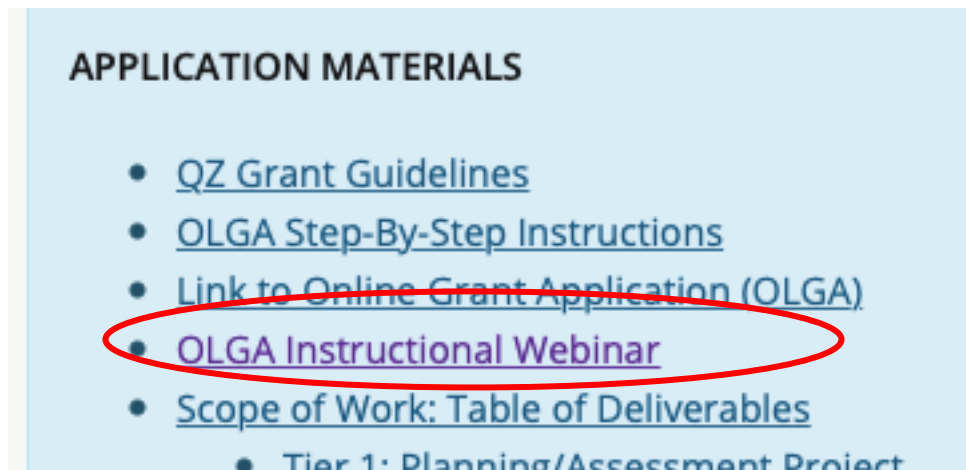 APPLICATION MATERIALS
QZ Grant Guidelines
OLGA Step-By-Step Instructions
Link to Online Grant Application (OLGA)
OLGA Instructional Webinar
Scope of Work: Table of Deliverables
Tier 1: Planning/Assessment Project